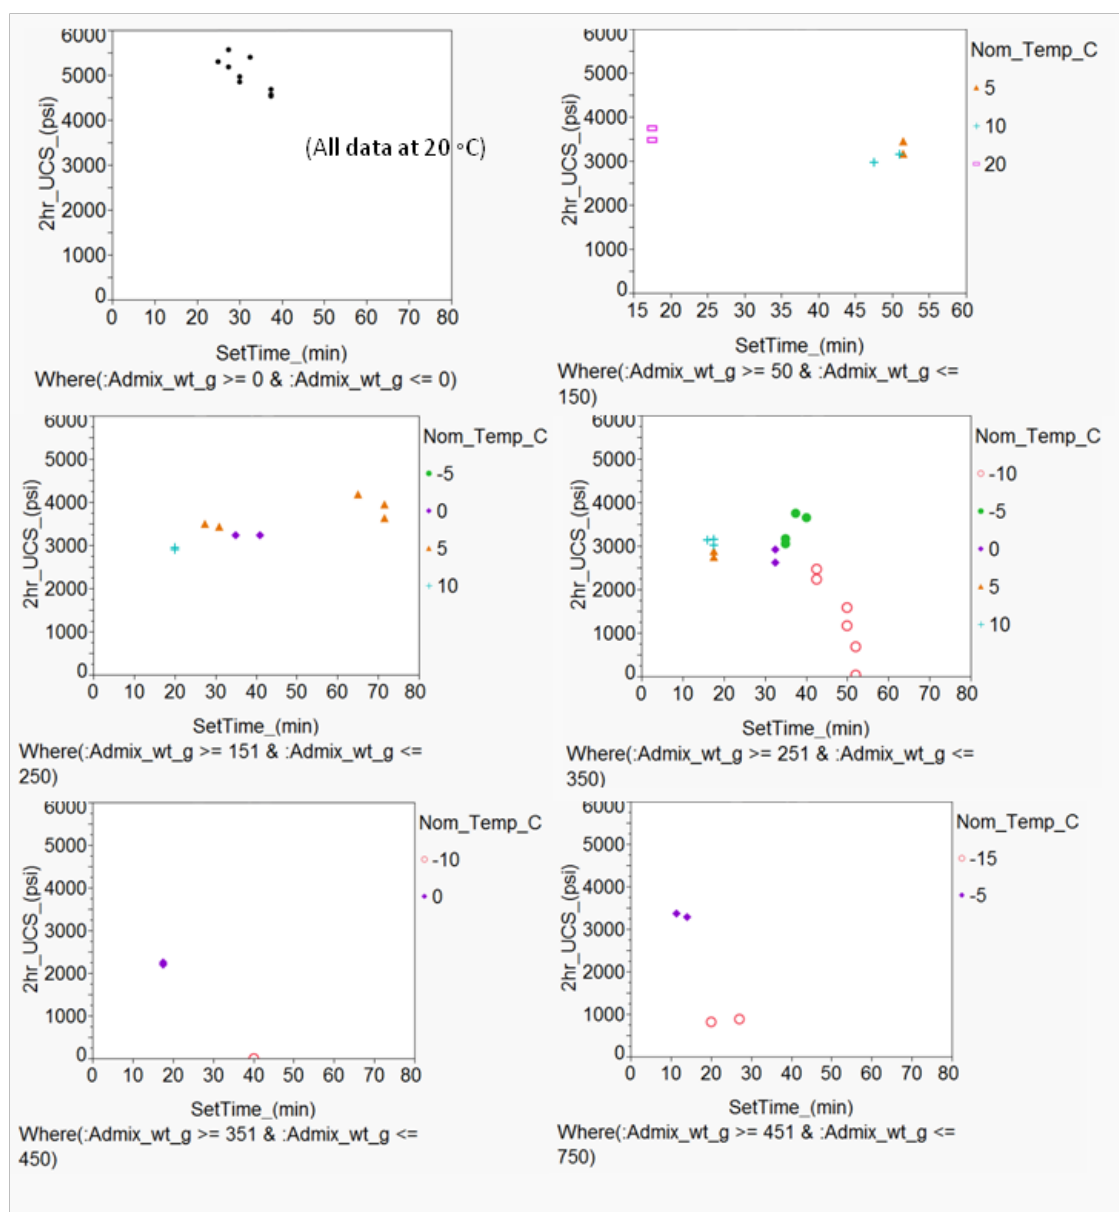 6000
5000
4000
3000
2000
1000
0
2hr_UCS_(psi)
(All data at 20 °C)
0 10 20 30 40 50 60 70 80
SetTime_(min)
Where(:Admix_wt_g >= 0 & :Admix_wt_g <= 0)
6000
5000
4000
3000
2000
1000
0
2hr_UCS_(psi)
15 20 25 30 35 40 45 50 55 60
SetTime_(min)
Where(:Admix_wt_g >= 50 & :Admix_wt_g <=
150)
Nom_Temp_C
5
10
20
6000
5000
4000
3000
2000
1000
0
2hr_UCS_(psi)
0 10 20 30 40 50 60 70 80
SetTime_(min)
Where(:Admix_wt_g >= 151 & :Admix_wt_g <=
250)
Nom_Temp_C
-5
0
5
10
6000
5000
4000
3000
2000
1000
0
2hr_UCS_(psi)
0 10 20 30 40 50 60 70 80
SetTime_(min)
Where(:Admix_wt_g >= 251 & :Admix_wt_g <=
350)
Nom_Temp_C
-10
-5
0
5
10
6000
5000
4000
3000
2000
1000
0
2hr_UCS_(psi)
0 10 20 30 40 50 60 70 80
SetTime_(min)
Where(:Admix_wt_g >= 351 & :Admix_wt_g <=
450)
Nom_Temp_C
-10
0
6000
5000
4000
3000
2000
1000
0
2hr_UCS_(psi)
0 10 20 30 40 50 60 70 80
SetTime_(min)
Where(:Admix_wt_g >= 451 & :Admix_wt_g <=
750)
Nom_Temp_C
-15
-5